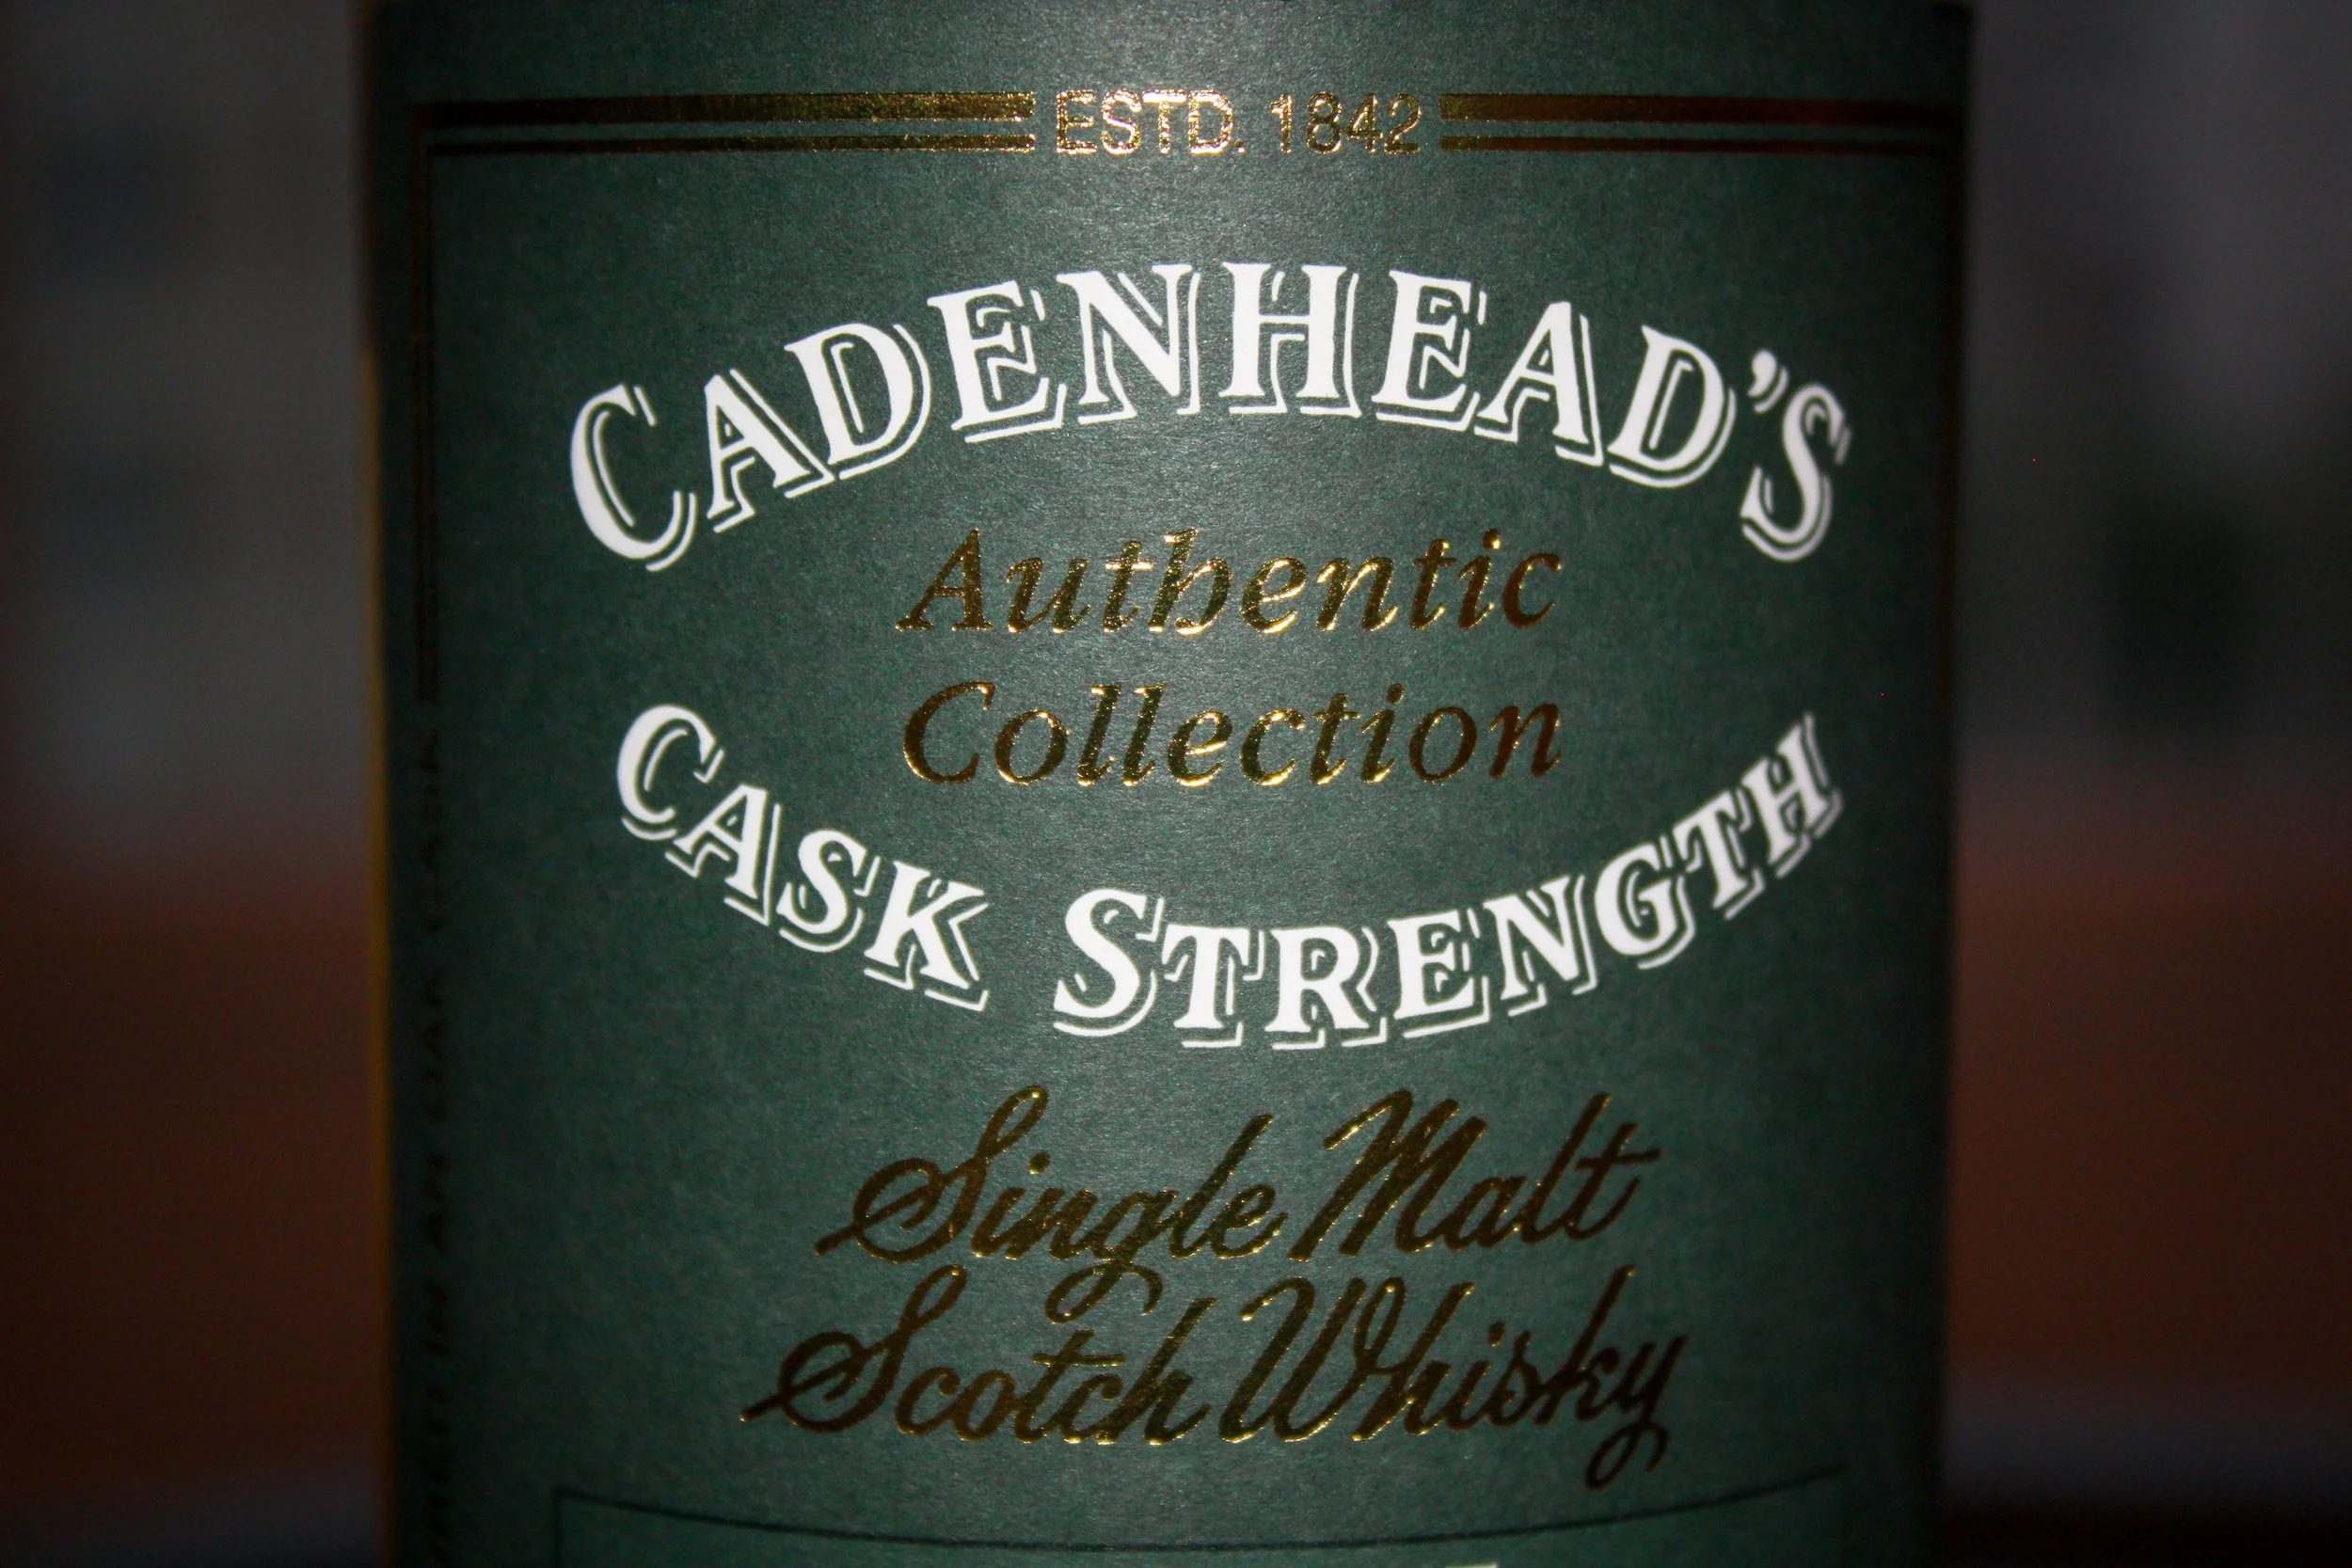 ESTD. 1842
CADENHEAD'S
Authentic
Collection
CASK STRENGTH
Single Malt
Scotch Whisky